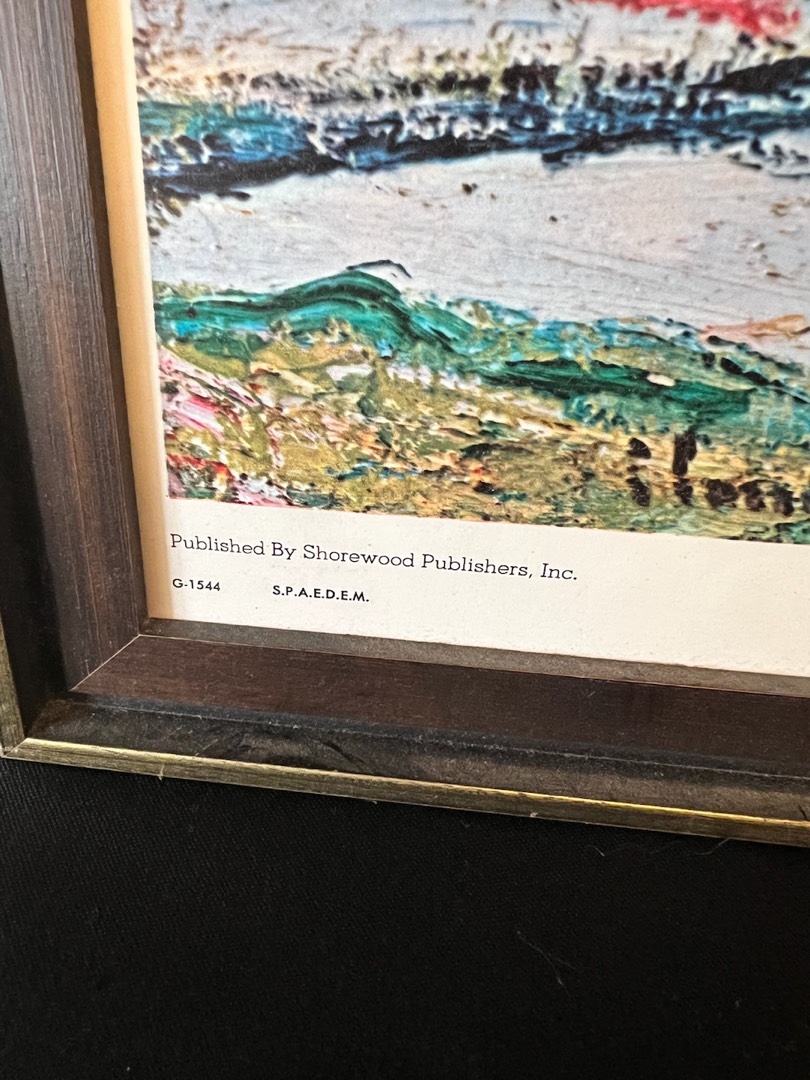 Published By Shorewood Publishers, Inc.
G-1544 S.P.A.E.D.E.M.